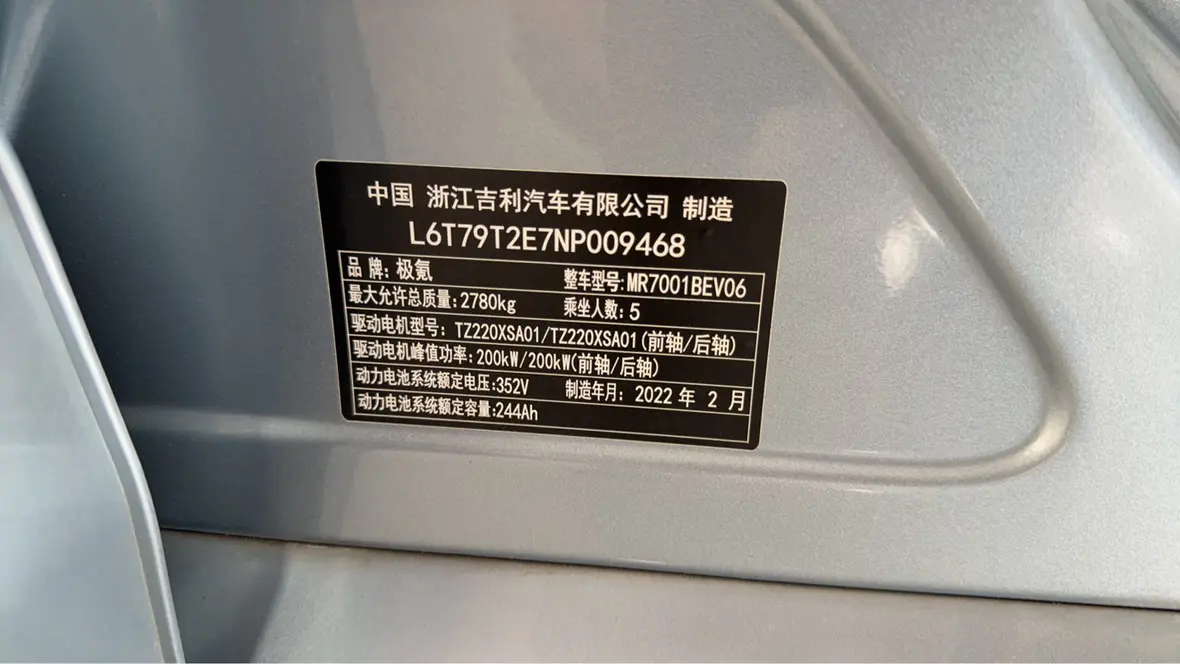 中国 浙江吉利汽车有限公司 制造
L6T79T2E7NP009468
品牌:极氪 整车型号:MR7001BEV06
最大允许总质量:2780kg 乘坐人数:5
驱动电机型号: TZ220XSA01/TZ220XSA01(前轴/后轴)
驱动电机峰值功率:200kW/200kW(前轴/后轴)
动力电池系统额定电压:352V 制造年月: 2022 年 2 月
动力电池系统额定容量:244Ah